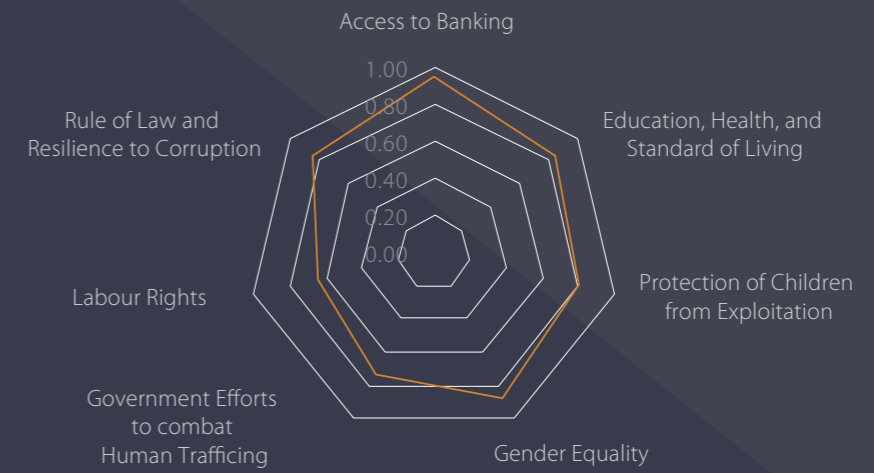 Access to Banking
1.00
0.80
0.60
0.40
0.20
0.00
Rule of Law and
Resilience to Corruption
Education, Health, and
Standard of Living
Labour Rights
Protection of Children
from Exploitation
Government Efforts
to combat
Human Trafficing
Gender Equality